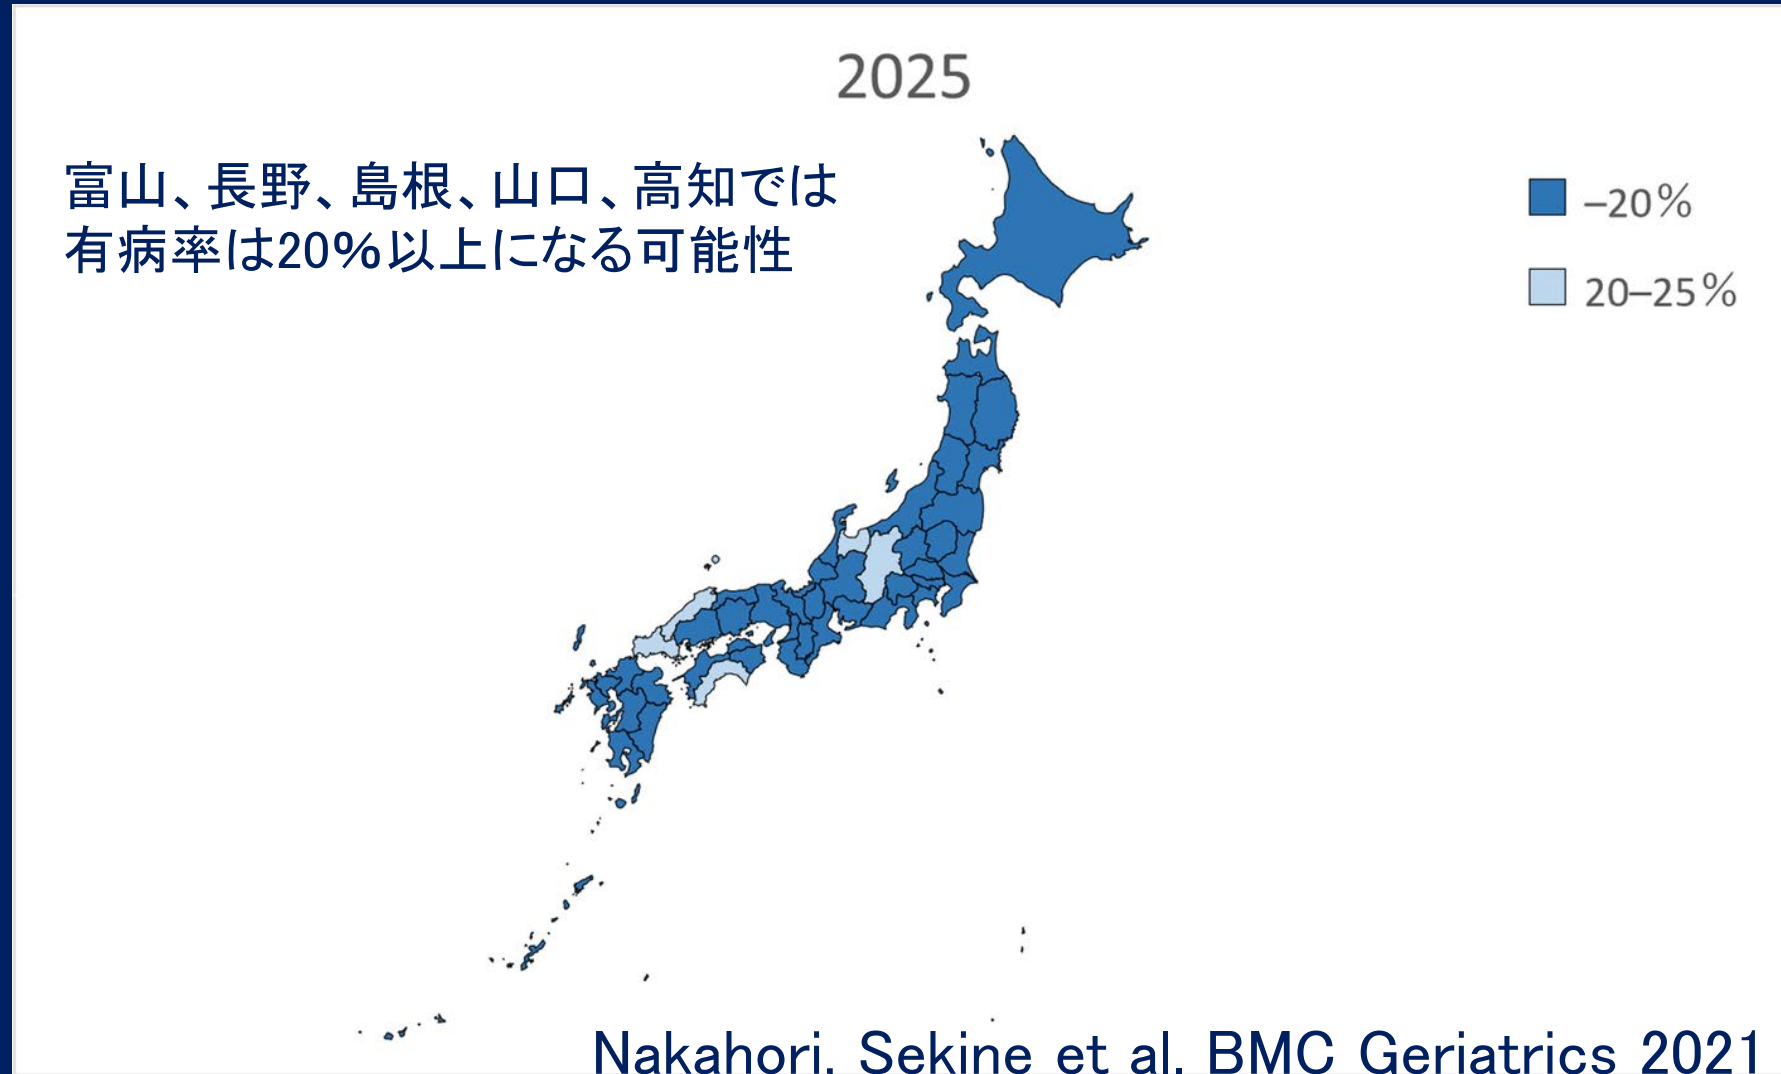 2025
富山、長野、島根、山口、高知では
有病率は20%以上になる可能性
–20%
20–25%
Nakahori, Sekine et al. BMC Geriatrics 2021